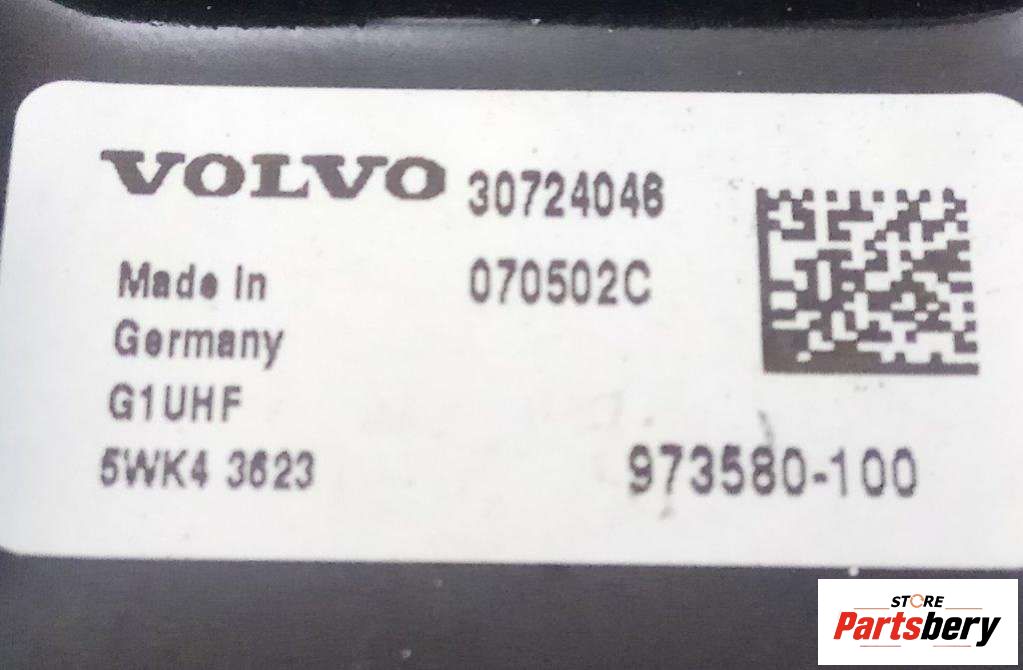 VOLVO 30724046
Made In 070502C
Germany
G1UHF
5WK4 3623 973580-100
STORE
Partsbery